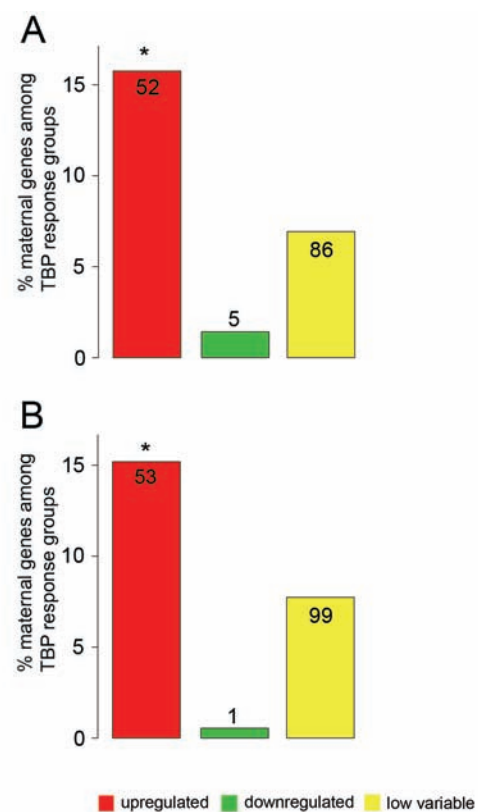 A
% maternal genes among
TBP response groups
15
10
5
0
*
52
5
86
B
% maternal genes among
TBP response groups
15
10
5
0
*
53
1
99
upregulated downregulated low variable